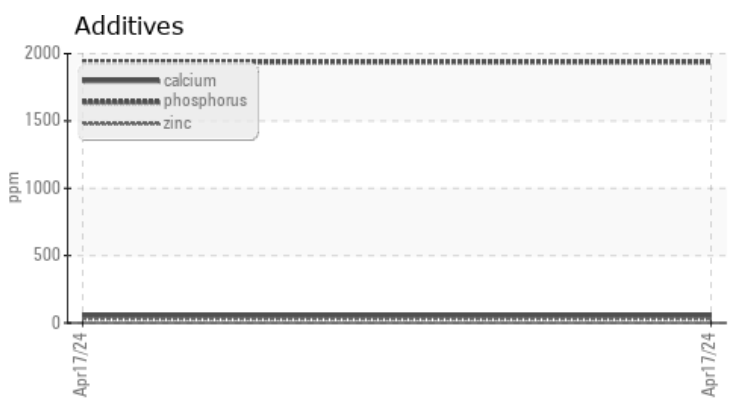 Additives
2000
1500
1000
500
0
ppm
calcium
phosphorus
zinc
Apr17/24
Apr17/24